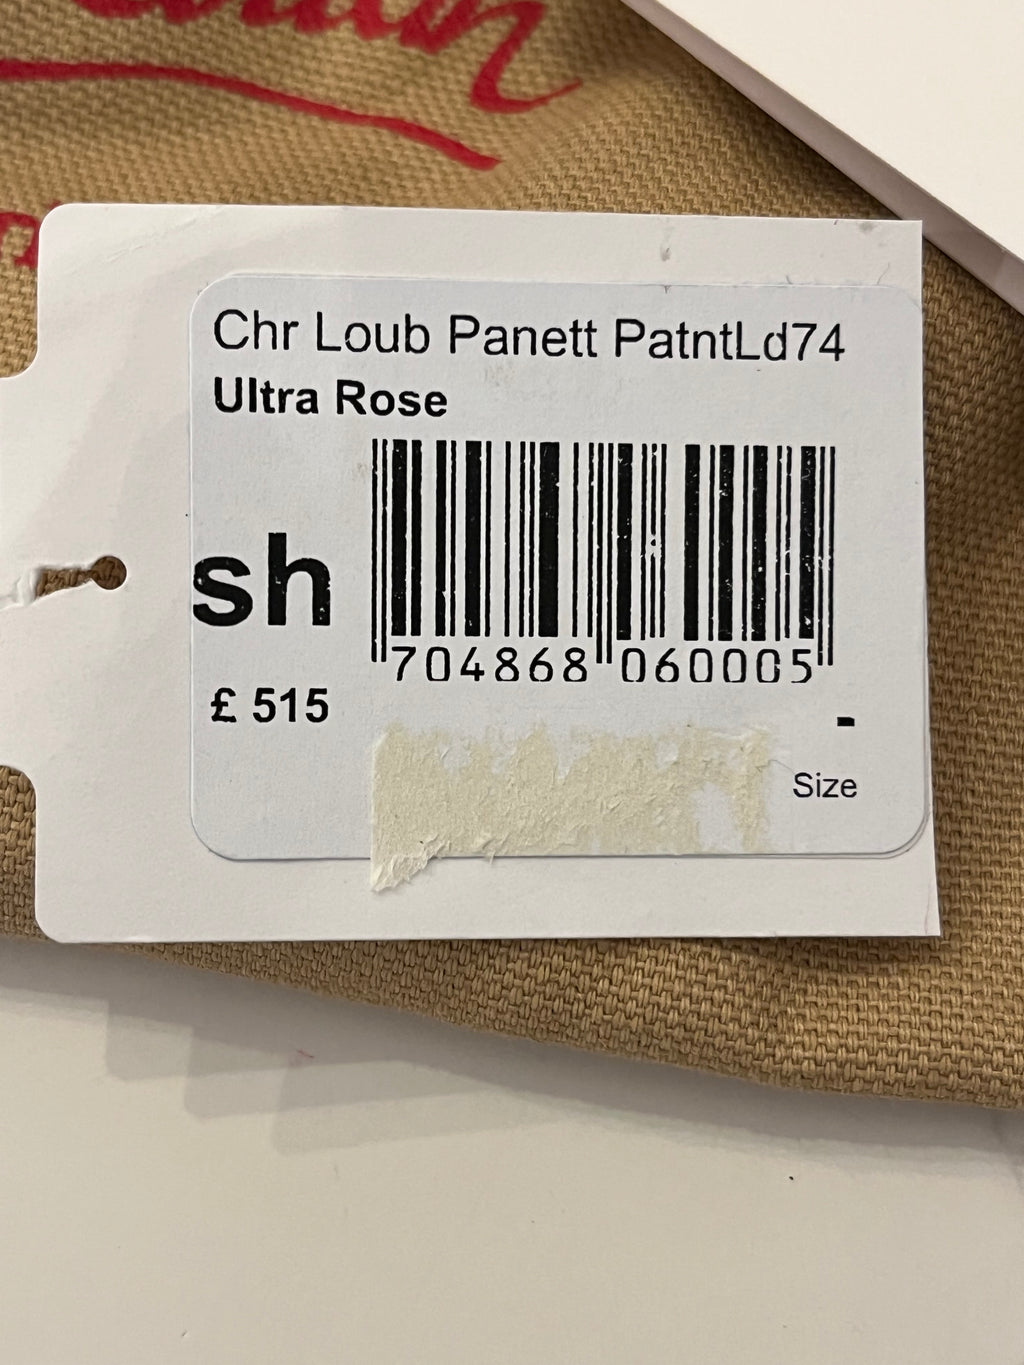 Chr Loub Panett PatntLd74
Ultra Rose
sh
704868 060005
£ 515
-
Size